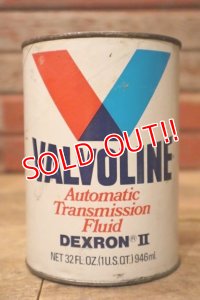 VALVOLINE
SOLD OUT!!
Automatic
Transmission
Fluid
DEXRON® II
NET 32 FL. OZ. (1 U.S. QT.) 946 ml.